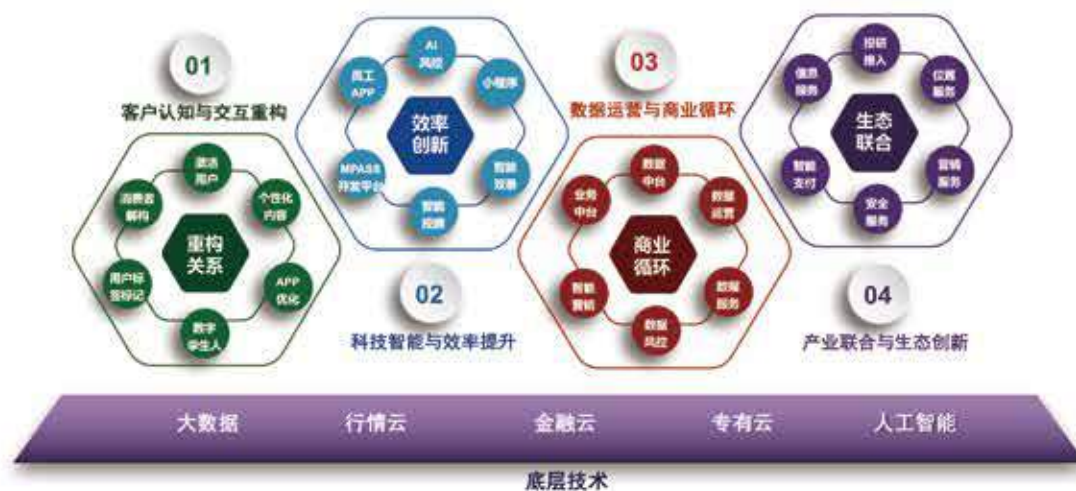 01
客户认知与交互重构
重构
关系
激活
用户
个性化
内容
APP
优化
数字
孪生人
用户标
签标记
消费者
解构
效率
创新
AI
风控
小程序
智能
双录
智能
投顾
MPASS
开发平台
员工
APP
02
科技智能与效率提升
03
数据运营与商业循环
商业
循环
数据
中台
数据
运营
数据
服务
数据
风控
智能
营销
业务
中台
生态
联合
投研
接入
位置
服务
营销
服务
安全
服务
智能
支付
信息
服务
04
产业联合与生态创新
大数据
行情云
金融云
专有云
人工智能
底层技术